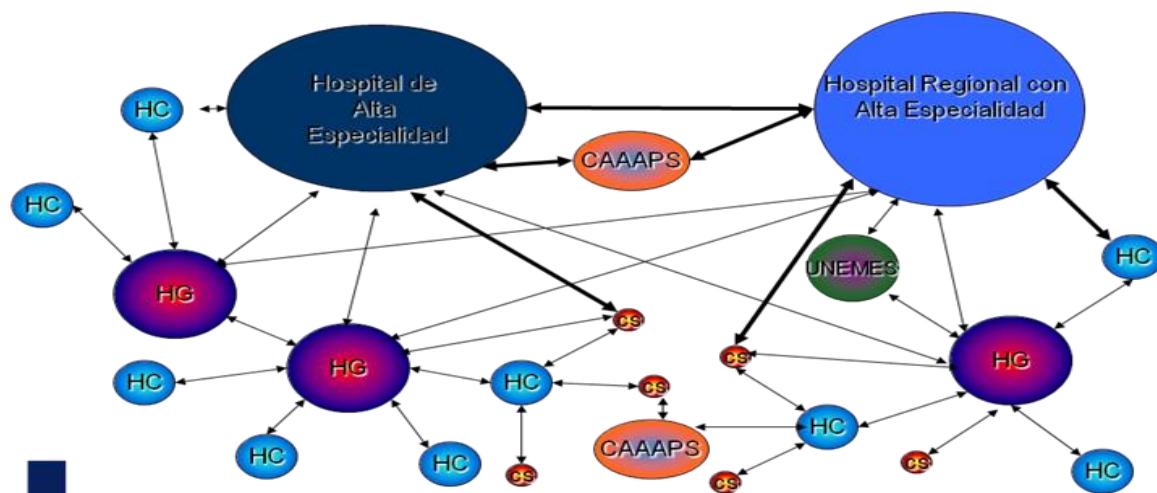 Hospital de
Alta
Especialidad
Hospital Regional con
Alta Especialidad
HC
CAAAPS
HC
UNEMES
HC
HG
CS
HG
CS
HG
HC
HC
CS
HC
CAAAPS
HC
HC
CS
CS
CS
HC